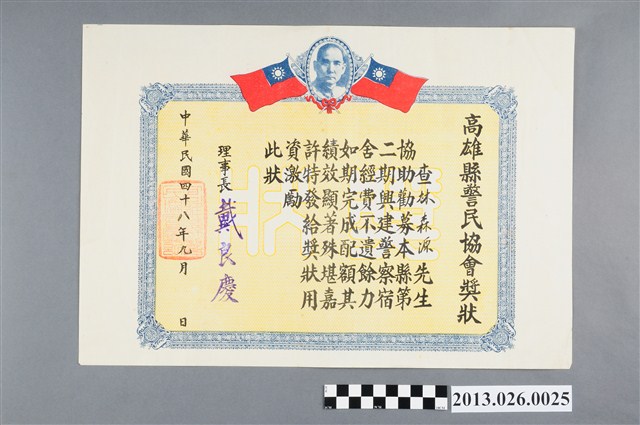 高雄縣警民協會獎狀
查林森源先生
協助勸募本縣第
二期興建警察宿
舍經費不遺餘力
如期完成配額其
績效顯著殊堪嘉
許特發給獎狀用
資激勵
此狀
理事長戴良慶
中華民國四十八年九月 日
獎狀
2013.026.0025